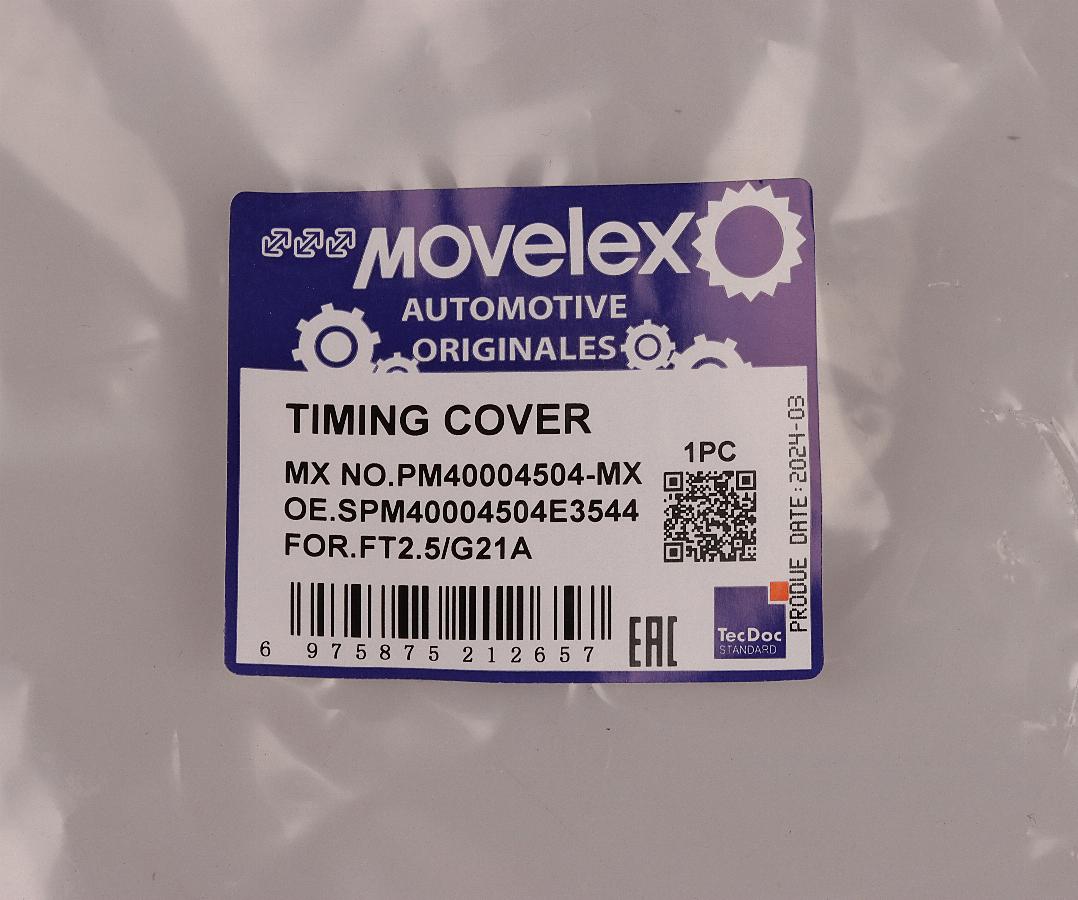 MOVELEX
AUTOMOTIVE
ORIGINALES
TIMING COVER
MX NO.PM40004504-MX
OE.SPM40004504E3544
FOR.FT2.5/G21A
1PC
6 975875 212657
EAC
TecDoc
STANDARD
PRODUE DATE:2024-03